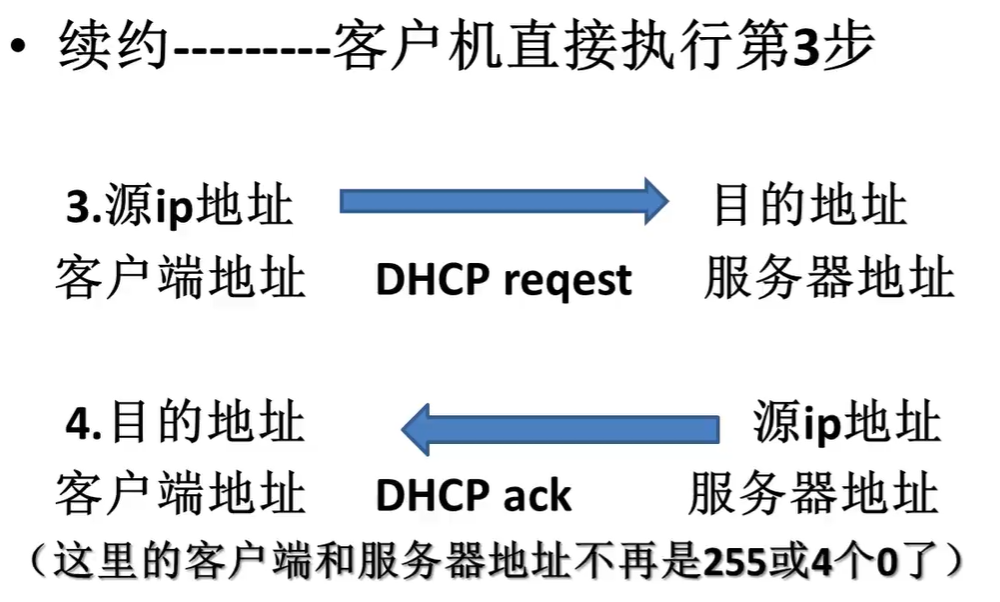 • 续约---------客户机直接执行第3步
3.源ip地址 目的地址
客户端地址 DHCP reqest 服务器地址
4.目的地址 源ip地址
客户端地址 DHCP ack 服务器地址
（这里的客户端和服务器地址不再是255或4个0了）